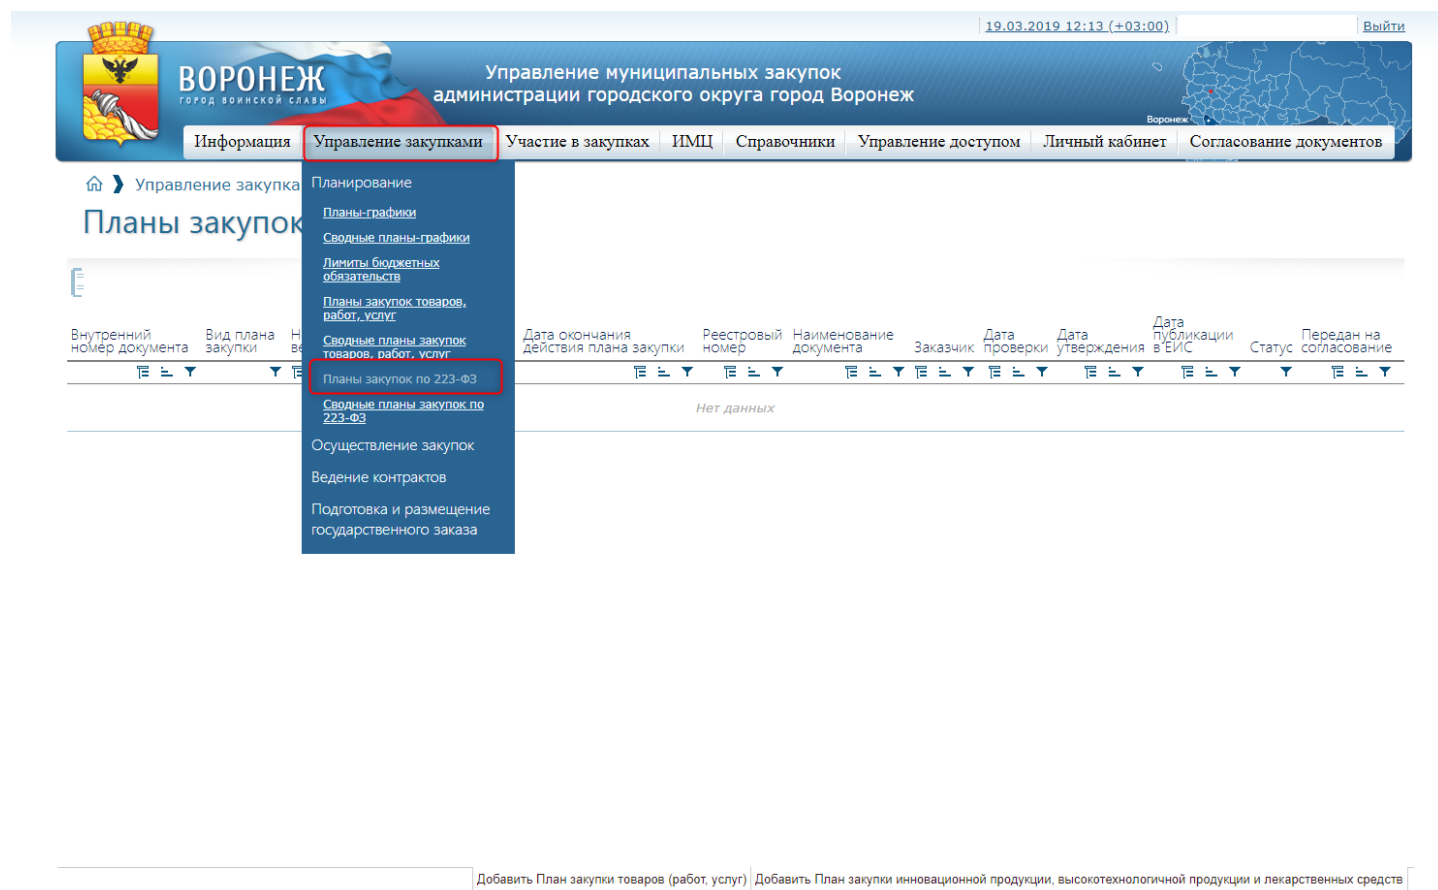 19.03.2019 12:13 (+03:00)
Выйти
ВОРОНЕЖ
ГОРОД ВОИНСКОЙ СЛАВЫ
Управление муниципальных закупок
администрации городского округа город Воронеж
Воронеж
Информация
Управление закупками
Участие в закупках
ИМЦ
Справочники
Управление доступом
Личный кабинет
Согласование документов
Управление закупка
Планы закупок
Планирование
Планы-графики
Сводные планы-графики
Лимиты бюджетных
обязательств
Планы закупок товаров,
работ, услуг
Сводные планы закупок
товаров, работ, услуг
Планы закупок по 223-ФЗ
Сводные планы закупок по
223-ФЗ
Осуществление закупок
Ведение контрактов
Подготовка и размещение
государственного заказа
Внутренний
номер документа
Вид плана
закупки
Дата окончания
действия плана закупки
Реестровый
номер
Наименование
документа
Заказчик
Дата
проверки
Дата
утверждения
Дата
публикации
в ЕИС
Статус
Передан на
согласование
Нет данных
Добавить План закупки товаров (работ, услуг)
Добавить План закупки инновационной продукции, высокотехнологичной продукции и лекарственных средств